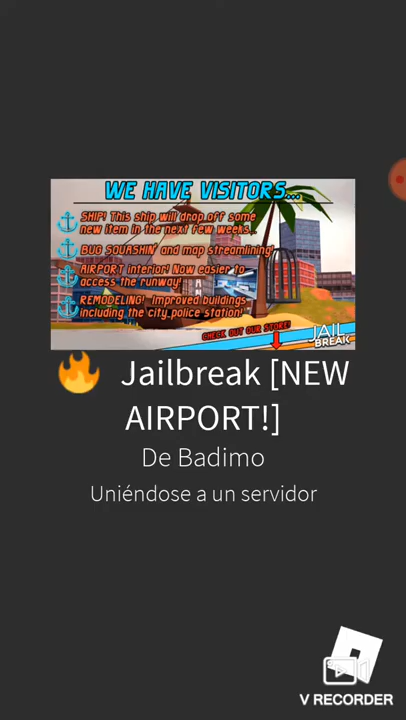 WE HAVE VISITORS...
SHIP! This ship will drop off some
new item in the next few weeks...
BUG SQUASHIN' and map streamlining!
AIRPORT interior! Now easier to
access the runway!
REMODELING! Improved buildings
including the city police station!
CHECK OUT OUR STORE!
JAIL
BREAK
🔥 Jailbreak [NEW
AIRPORT!]
De Badimo
Uniéndose a un servidor
V RECORDER